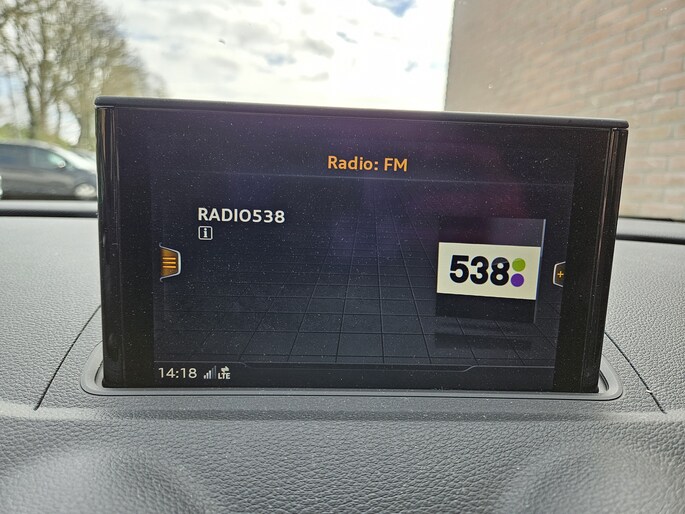 Radio: FM
RADIO538
i
538
+
14:18 LTE